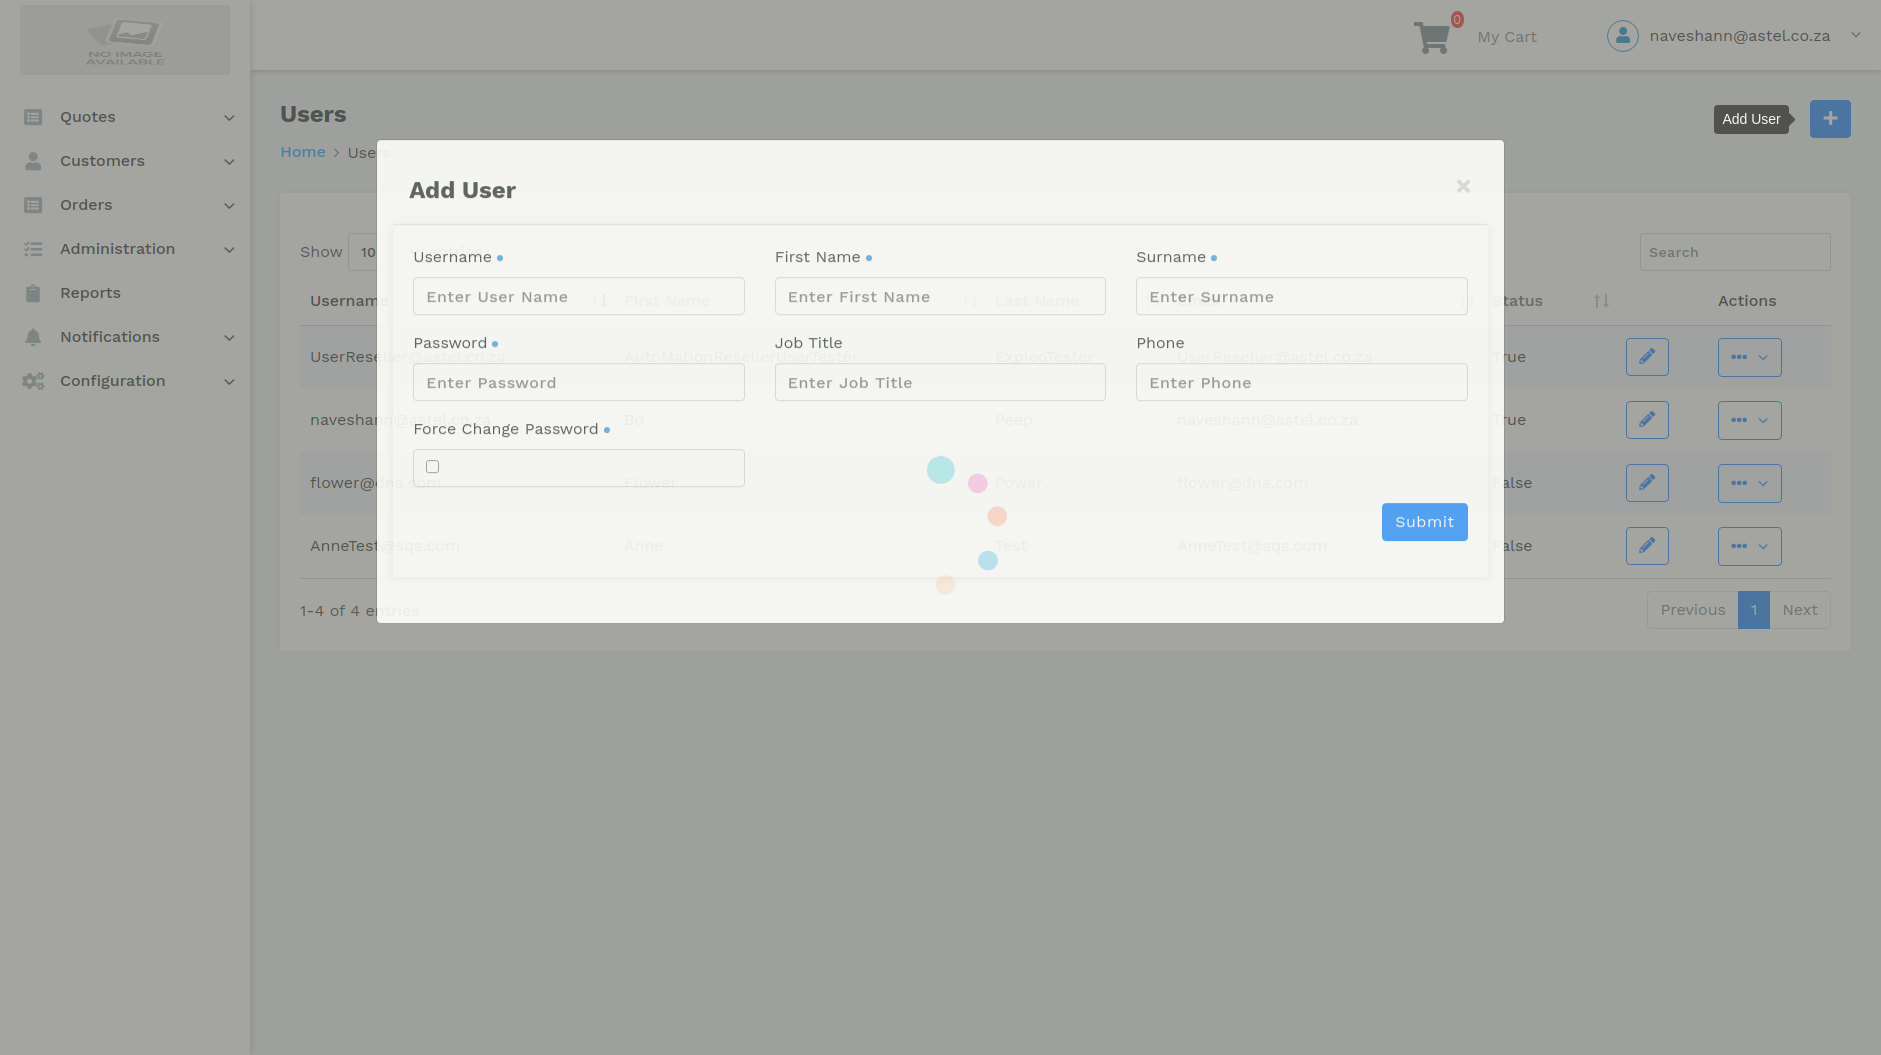 NO IMAGE
AVAILABLE
0
My Cart
naveshann@astel.co.za
Quotes
Customers
Orders
Administration
Reports
Notifications
Configuration
Users
Home > Users
Add User
+
Add User ×
Show 10 entries
Search
Username First Name Last Name Status Actions
Username First Name Surname
Enter User Name Enter First Name Enter Surname
UserReseller@astel.co.za AutoMationResellerUserTester ExpleoTester UserReseller@astel.co.za True
Password Job Title Phone
Enter Password Enter Job Title Enter Phone
naveshann@astel.co.za Bo Peep naveshann@astel.co.za True
Force Change Password
flower@dna.com Flower Power flower@dna.com False
Submit
AnneTest@sqs.com Anne Test AnneTest@sqs.com False
1-4 of 4 entries
Previous 1 Next